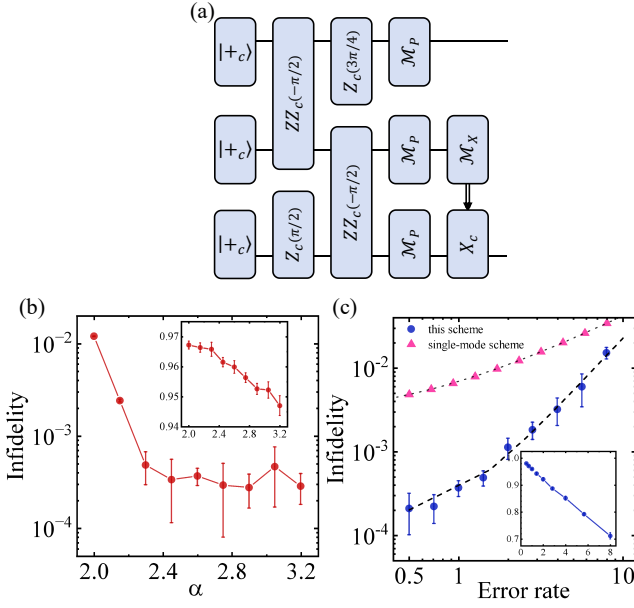 (a)
|+c⟩
ZZc(−π/2)
Zc(3π/4)
ℳP
|+c⟩
ZZc(−π/2)
ℳP
ℳX
|+c⟩
Zc(π/2)
ℳP
Xc
(b)
Infidelity
10⁻²
10⁻³
10⁻⁴
0.97
0.96
0.95
0.94
2.0 2.4 2.8 3.2
2.0 2.4 2.8 3.2
α
(c)
this scheme
single-mode scheme
Infidelity
10⁻²
10⁻³
10⁻⁴
1.0
0.9
0.8
0.7
0 2 4 6 8
0.5 1 10
Error rate